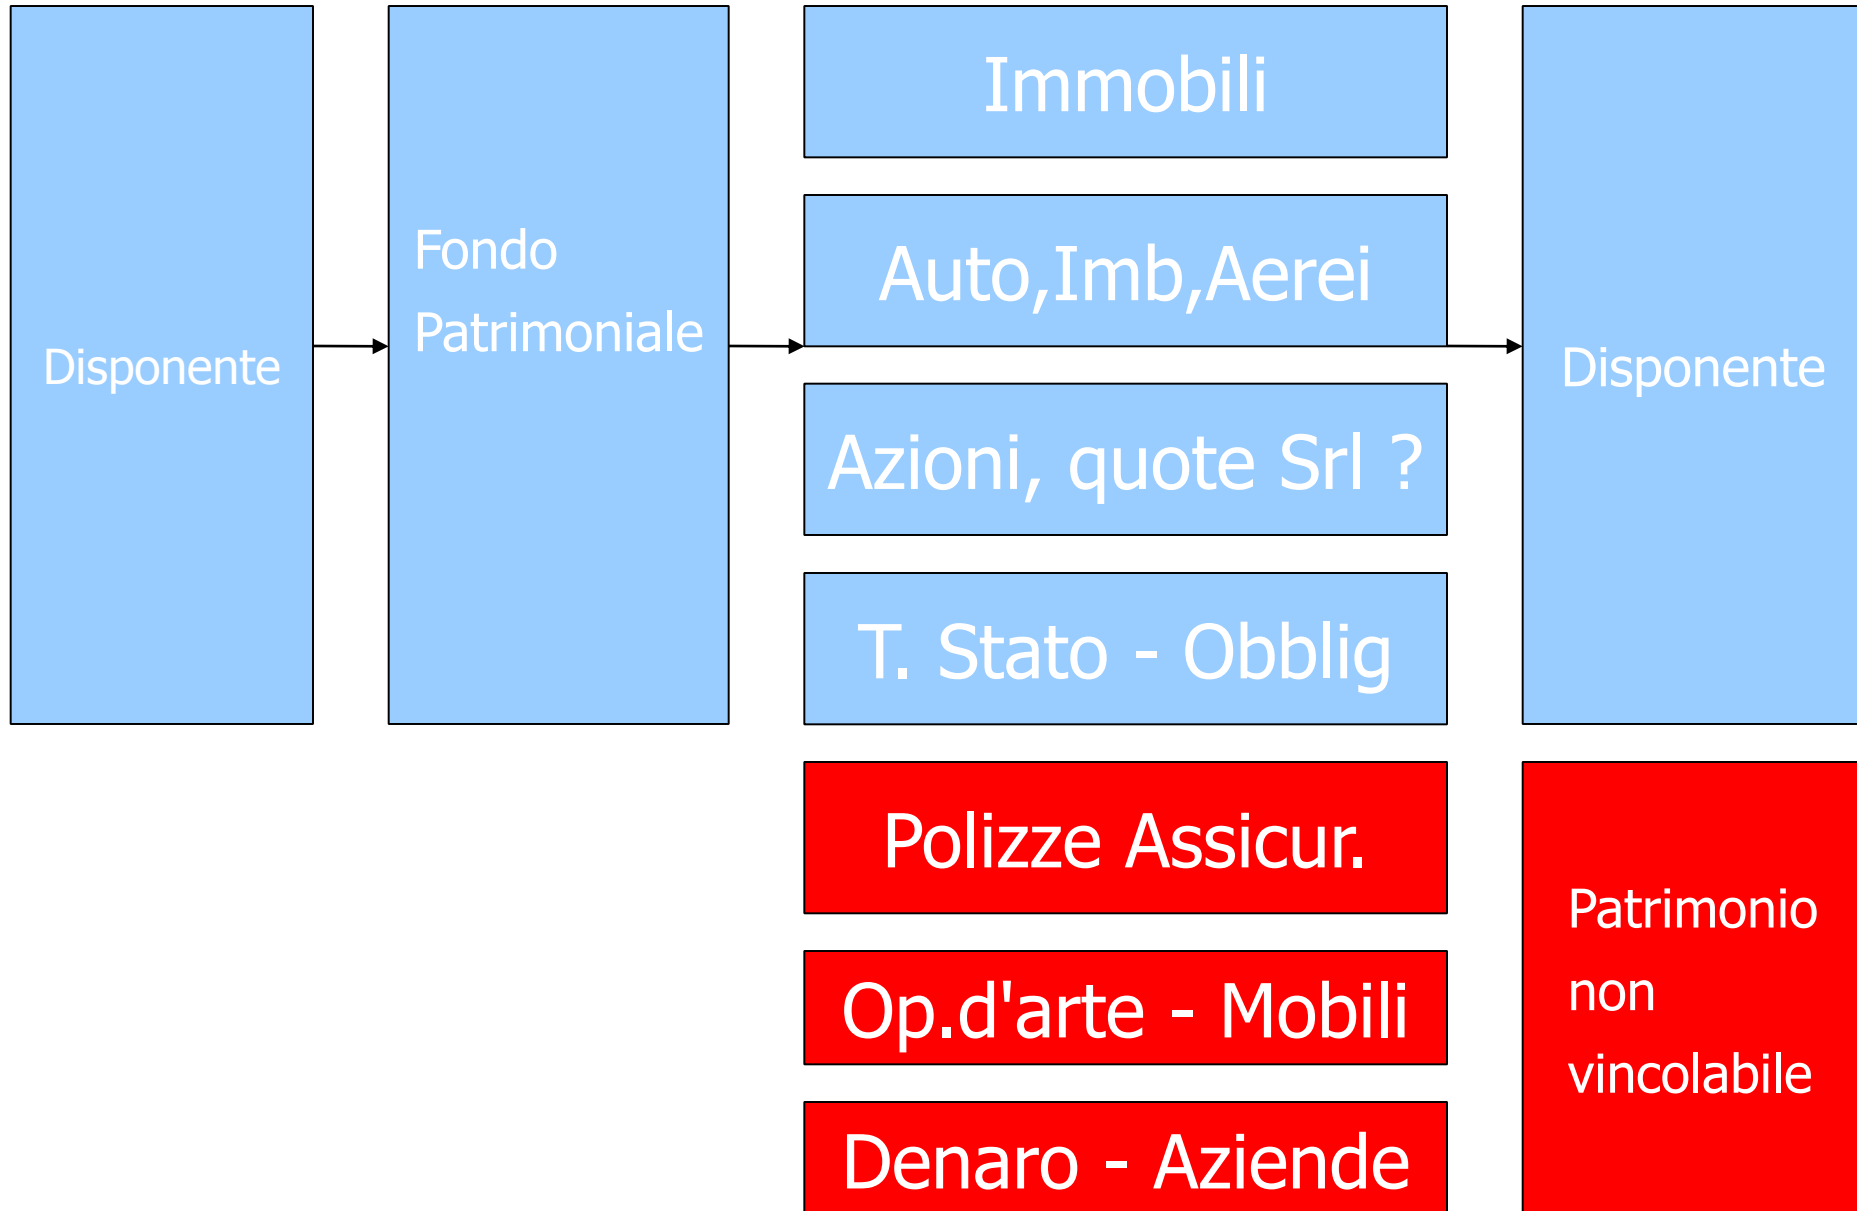 Disponente
Fondo
Patrimoniale
Immobili
Auto,Imb,Aerei
Azioni, quote Srl ?
T. Stato - Obblig
Polizze Assicur.
Op.d'arte - Mobili
Denaro - Aziende
Disponente
Patrimonio
non
vincolabile